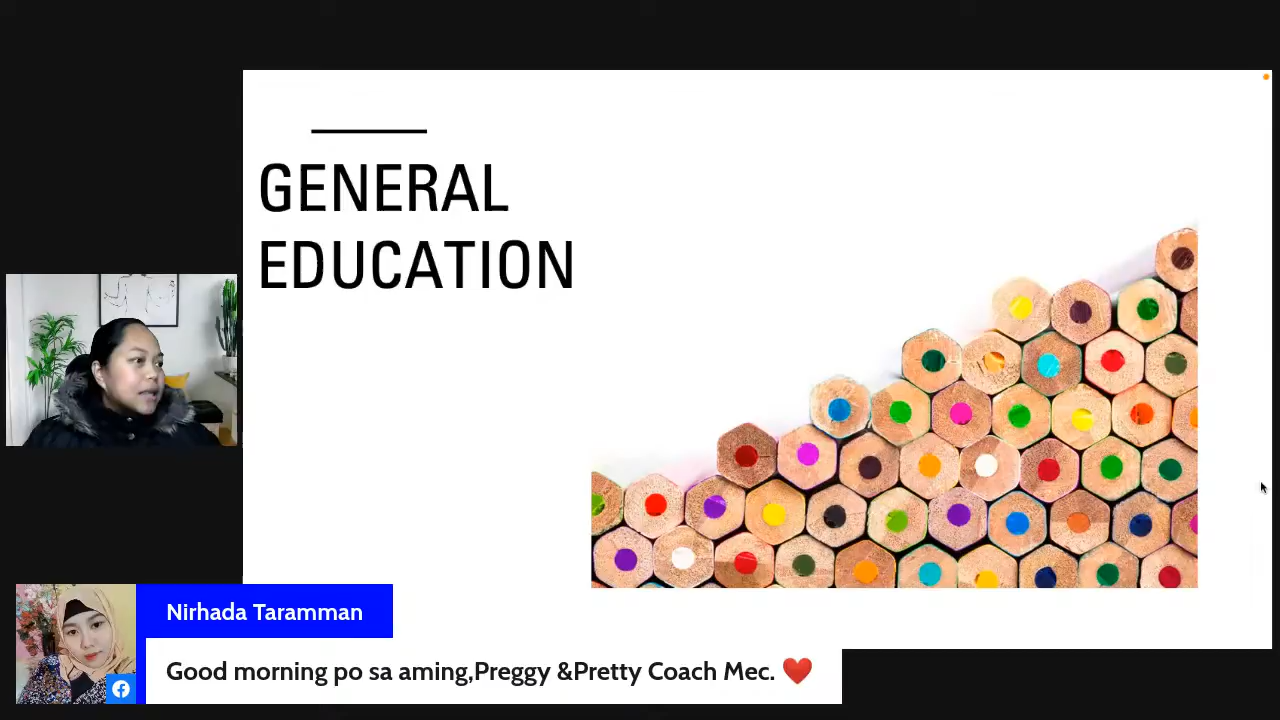 GENERAL
EDUCATION
Nirhada Taramman
Good morning po sa aming,Preggy &Pretty Coach Mec. ❤️